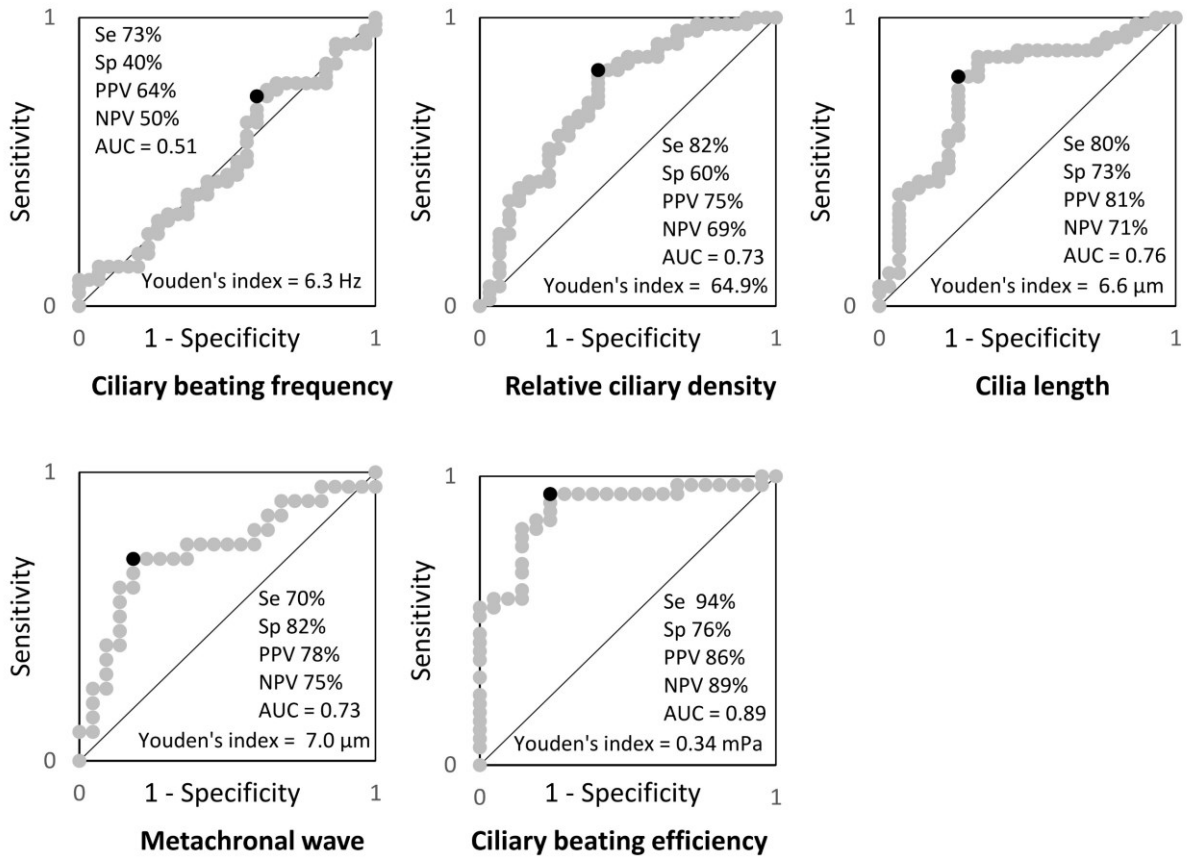 1
Se 73%
Sp 40%
PPV 64%
NPV 50%
AUC = 0.51
Sensitivity
Youden's index = 6.3 Hz
0
0
1 - Specificity
1
Ciliary beating frequency
1
Sensitivity
Se 82%
Sp 60%
PPV 75%
NPV 69%
AUC = 0.73
Youden's index = 64.9%
0
0
1 - Specificity
1
Relative ciliary density
1
Sensitivity
Se 80%
Sp 73%
PPV 81%
NPV 71%
AUC = 0.76
Youden's index = 6.6 µm
0
0
1 - Specificity
1
Cilia length
1
Sensitivity
Se 70%
Sp 82%
PPV 78%
NPV 75%
AUC = 0.73
Youden's index = 7.0 µm
0
0
1 - Specificity
1
Metachronal wave
1
Sensitivity
Se 94%
Sp 76%
PPV 86%
NPV 89%
AUC = 0.89
Youden's index = 0.34 mPa
0
0
1 - Specificity
1
Ciliary beating efficiency